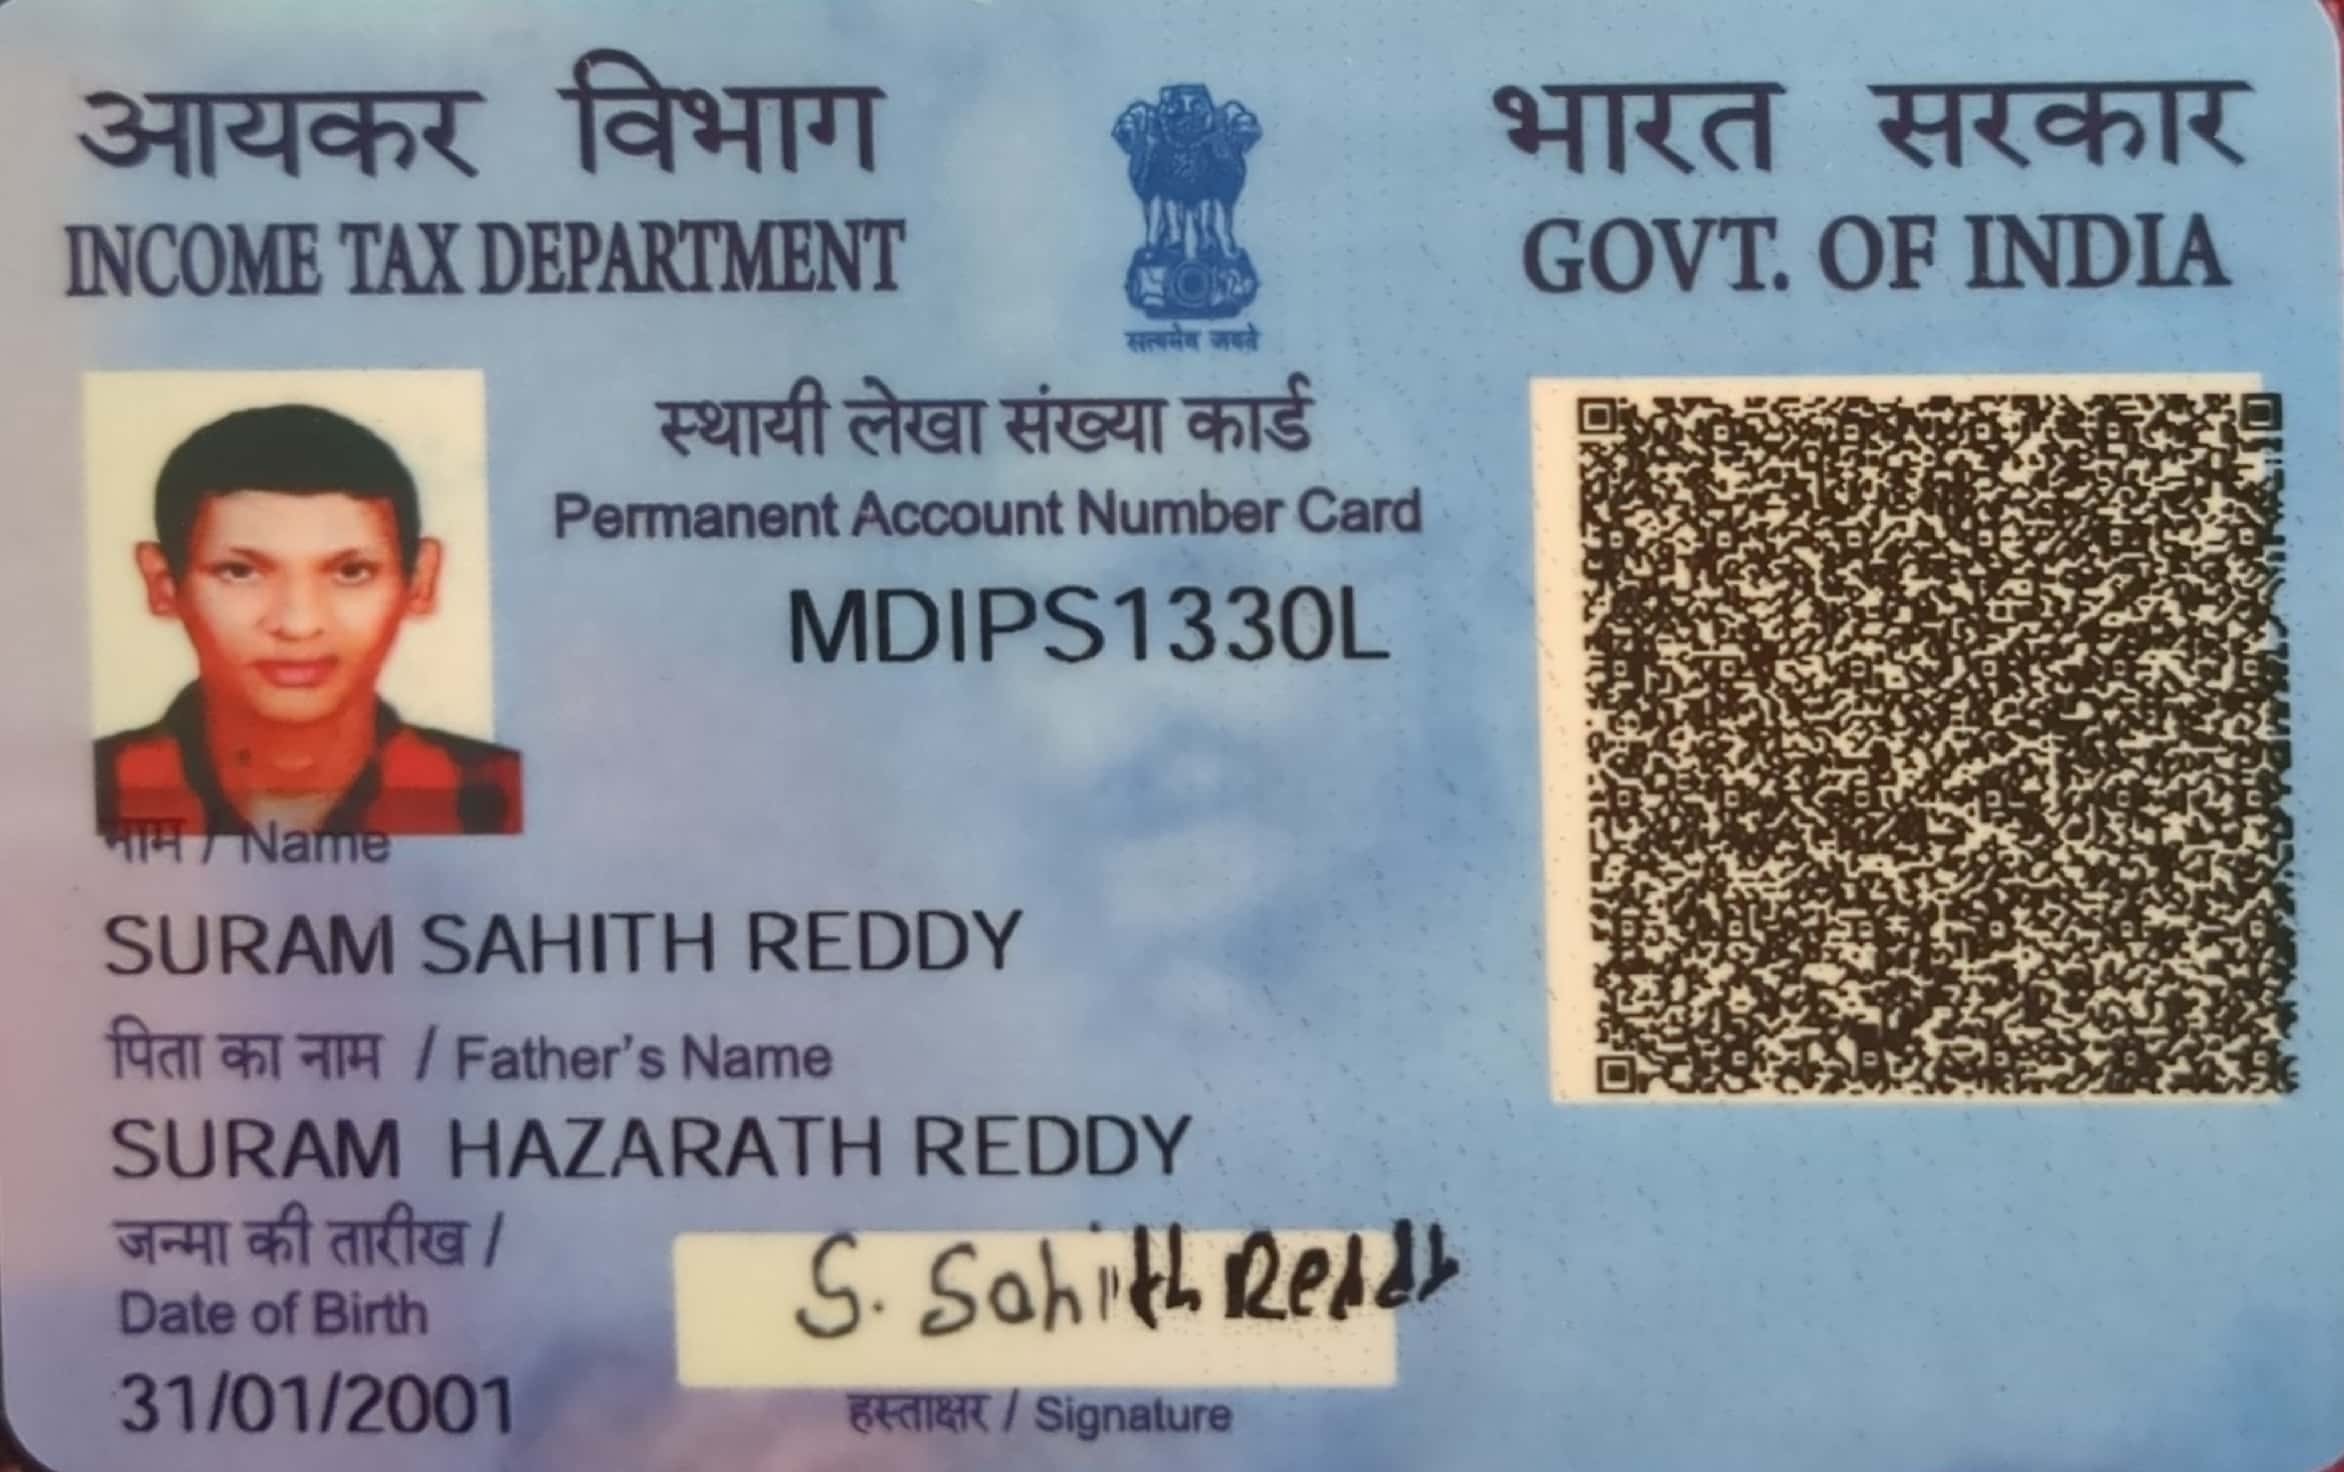 आयकर विभाग
INCOME TAX DEPARTMENT
सत्यमेव जयते
भारत सरकार
GOVT. OF INDIA
स्थायी लेखा संख्या कार्ड
Permanent Account Number Card
MDIPS1330L
नाम / Name
SURAM SAHITH REDDY
पिता का नाम / Father's Name
SURAM HAZARATH REDDY
जन्मा की तारीख /
Date of Birth
31/01/2001
S. Sahith Reddy
हस्ताक्षर / Signature